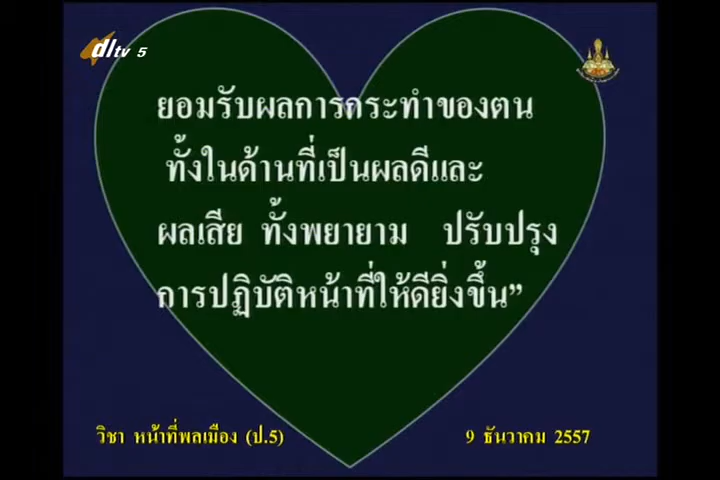 dltv 5
ยอมรับผลการกระทำของตน
ทั้งในด้านที่เป็นผลดีและ
ผลเสีย ทั้งพยายาม ปรับปรุง
การปฏิบัติหน้าที่ให้ดียิ่งขึ้น”
วิชา หน้าที่พลเมือง (ป.5)
9 ธันวาคม 2557